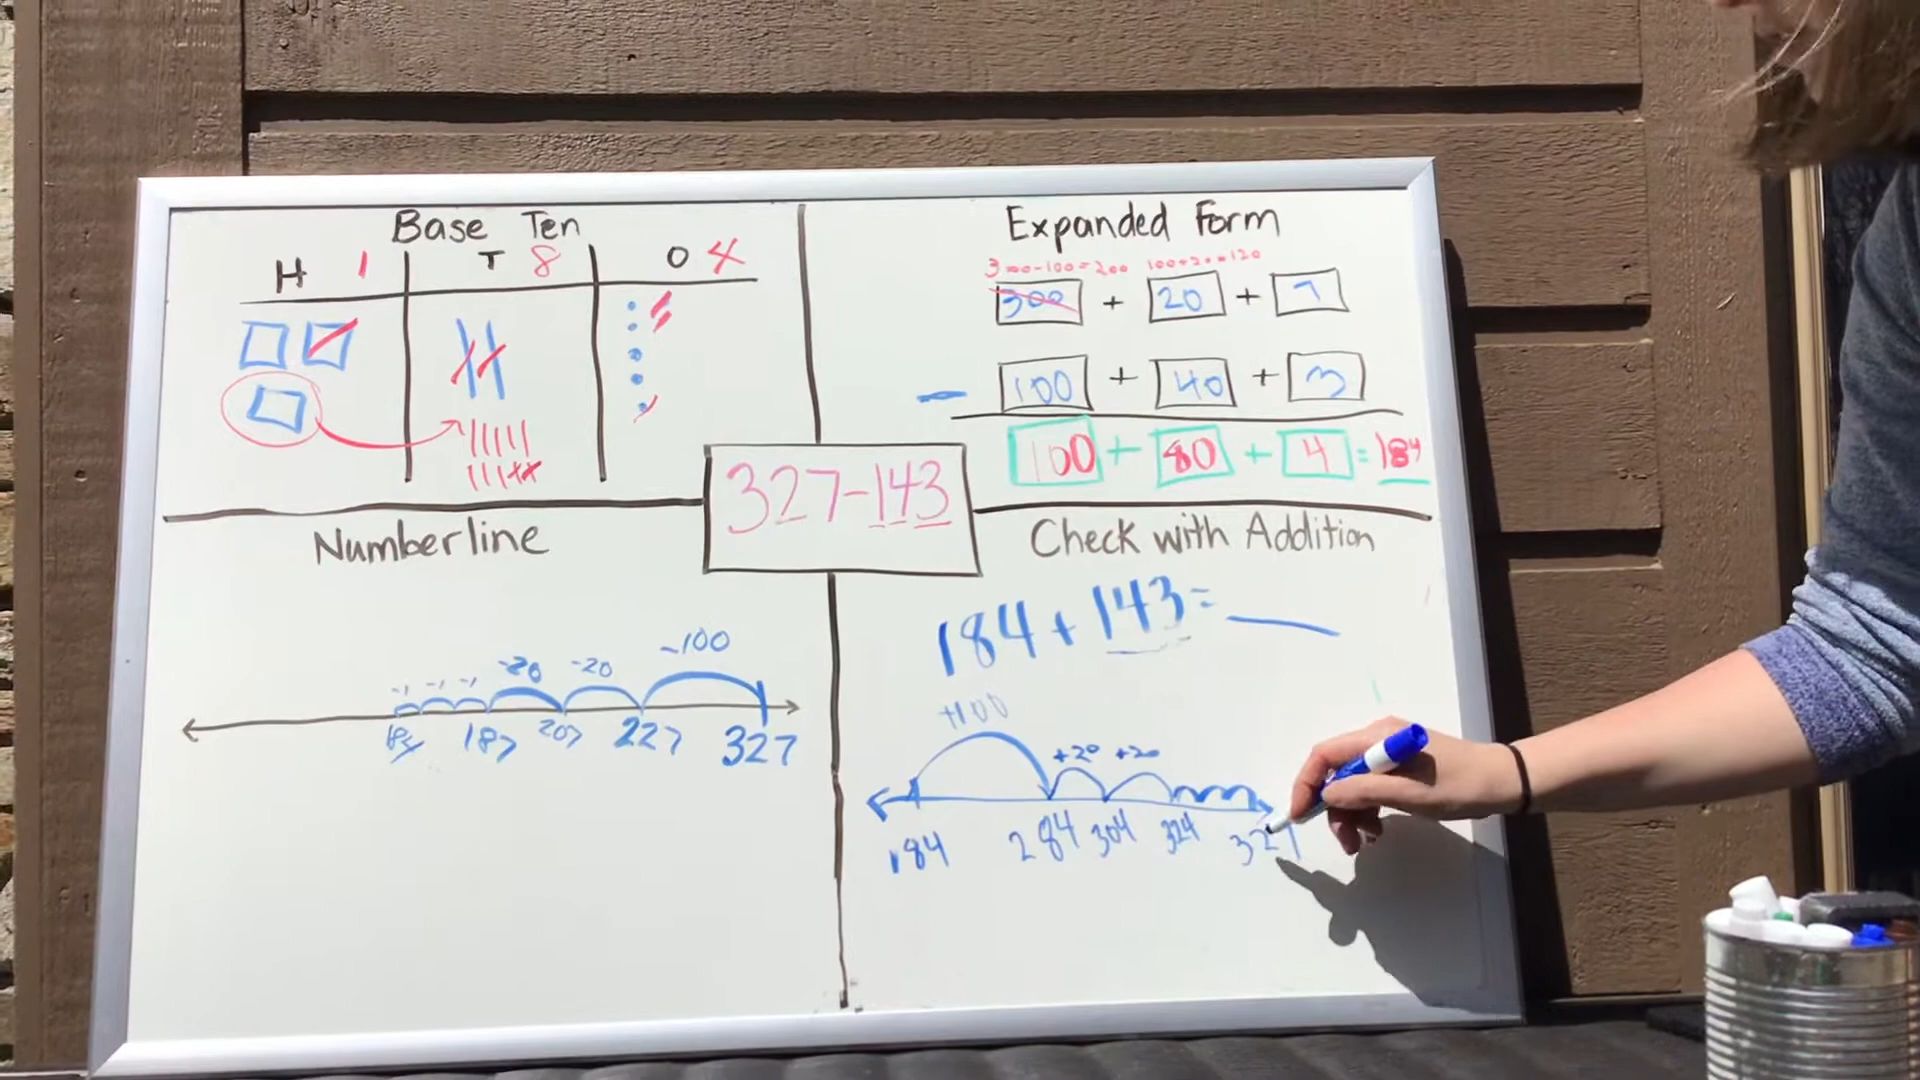 Base Ten
H 1 T 8 O 4
Expanded Form
300-100=200 100+20=120
300 + 20 + 7
- 100 + 40 + 3
100 + 80 + 4 = 184
327-143
Numberline
-1 -1 -1 -20 -20 -100
184 187 207 227 327
Check with Addition
184 + 143 = ___
+100 +20 +20
184 284 304 324 327